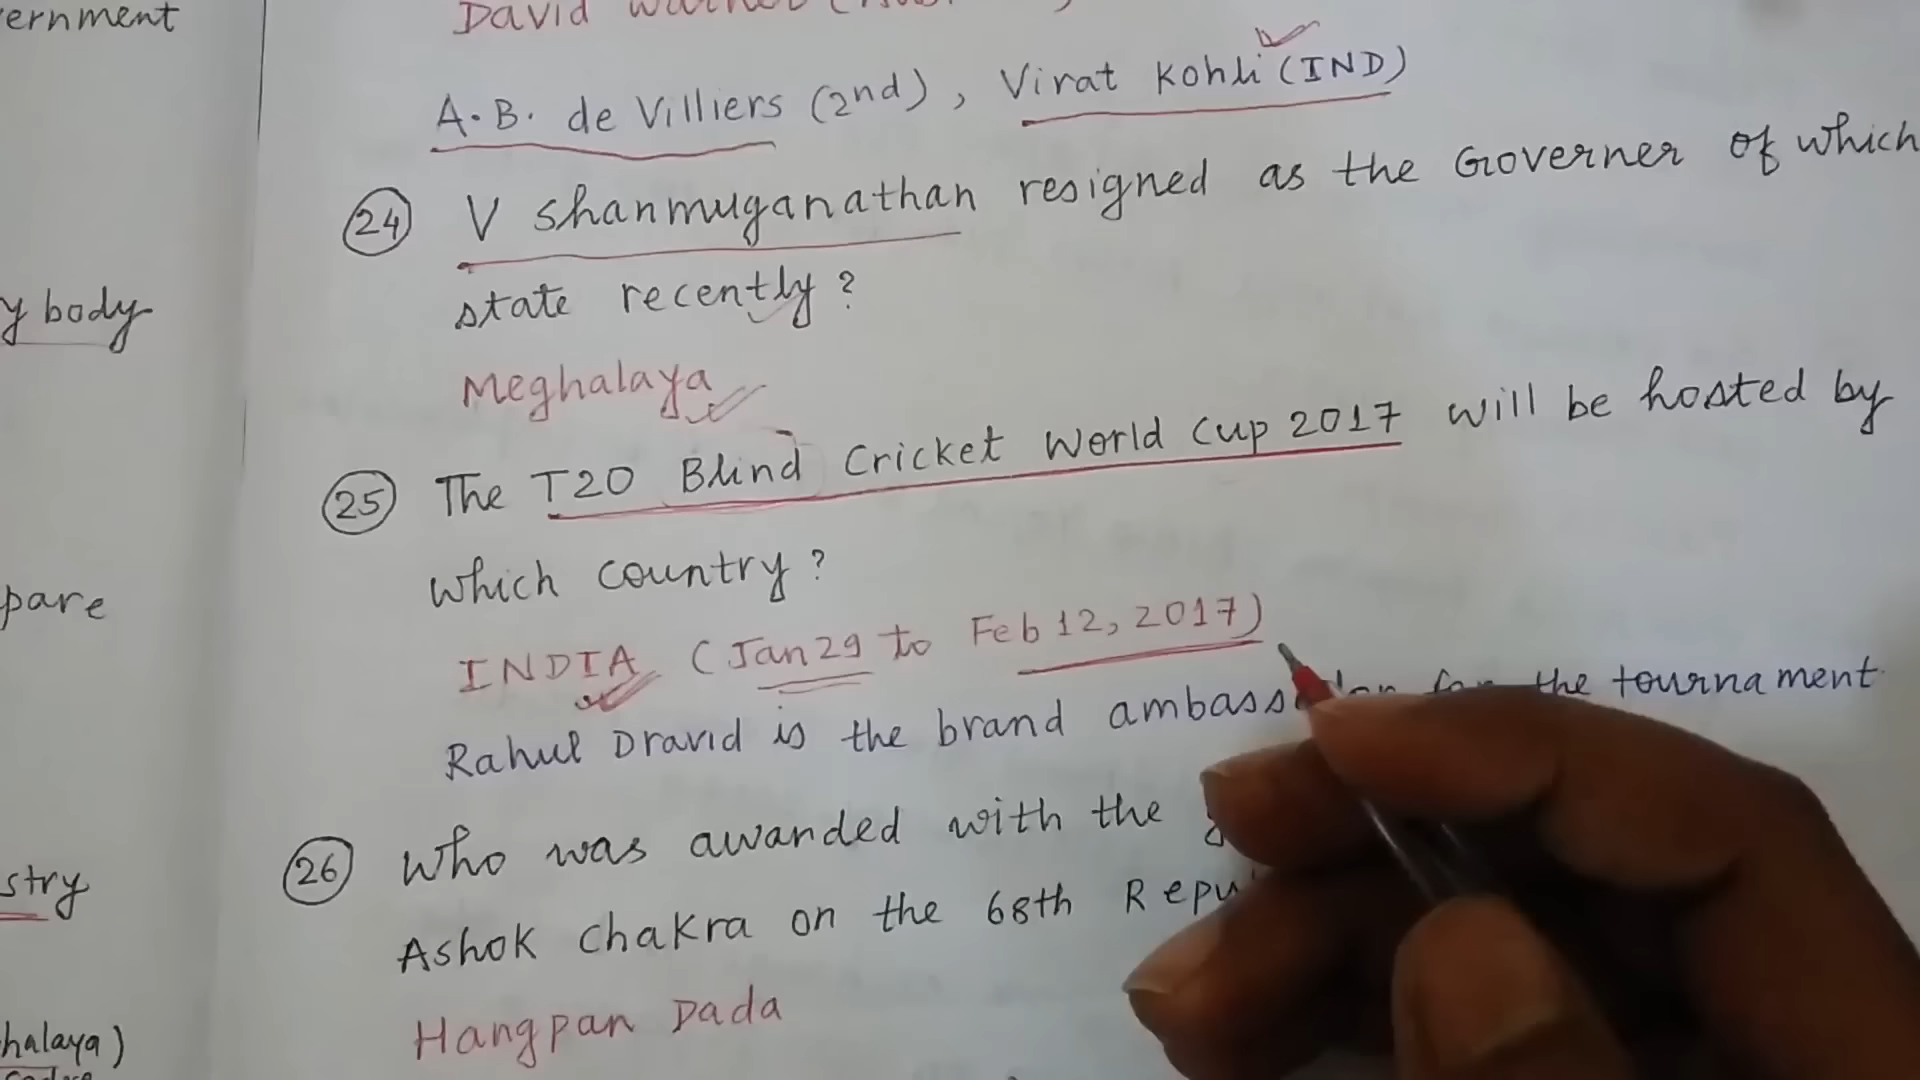 ernment
y body
pare
stry
halaya)
David
A.B. de Villiers (2nd), Virat Kohli (IND)
24 V Shanmuganathan resigned as the Governer of which
state recently?
Meghalaya
25 The T20 Blind Cricket World Cup 2017 will be hosted by
which country?
INDIA (Jan 29 to Feb 12, 2017)
Rahul Dravid is the brand the tournament
26 Who was awarded with the
Ashok Chakra on the 68th
Hangpan Dada